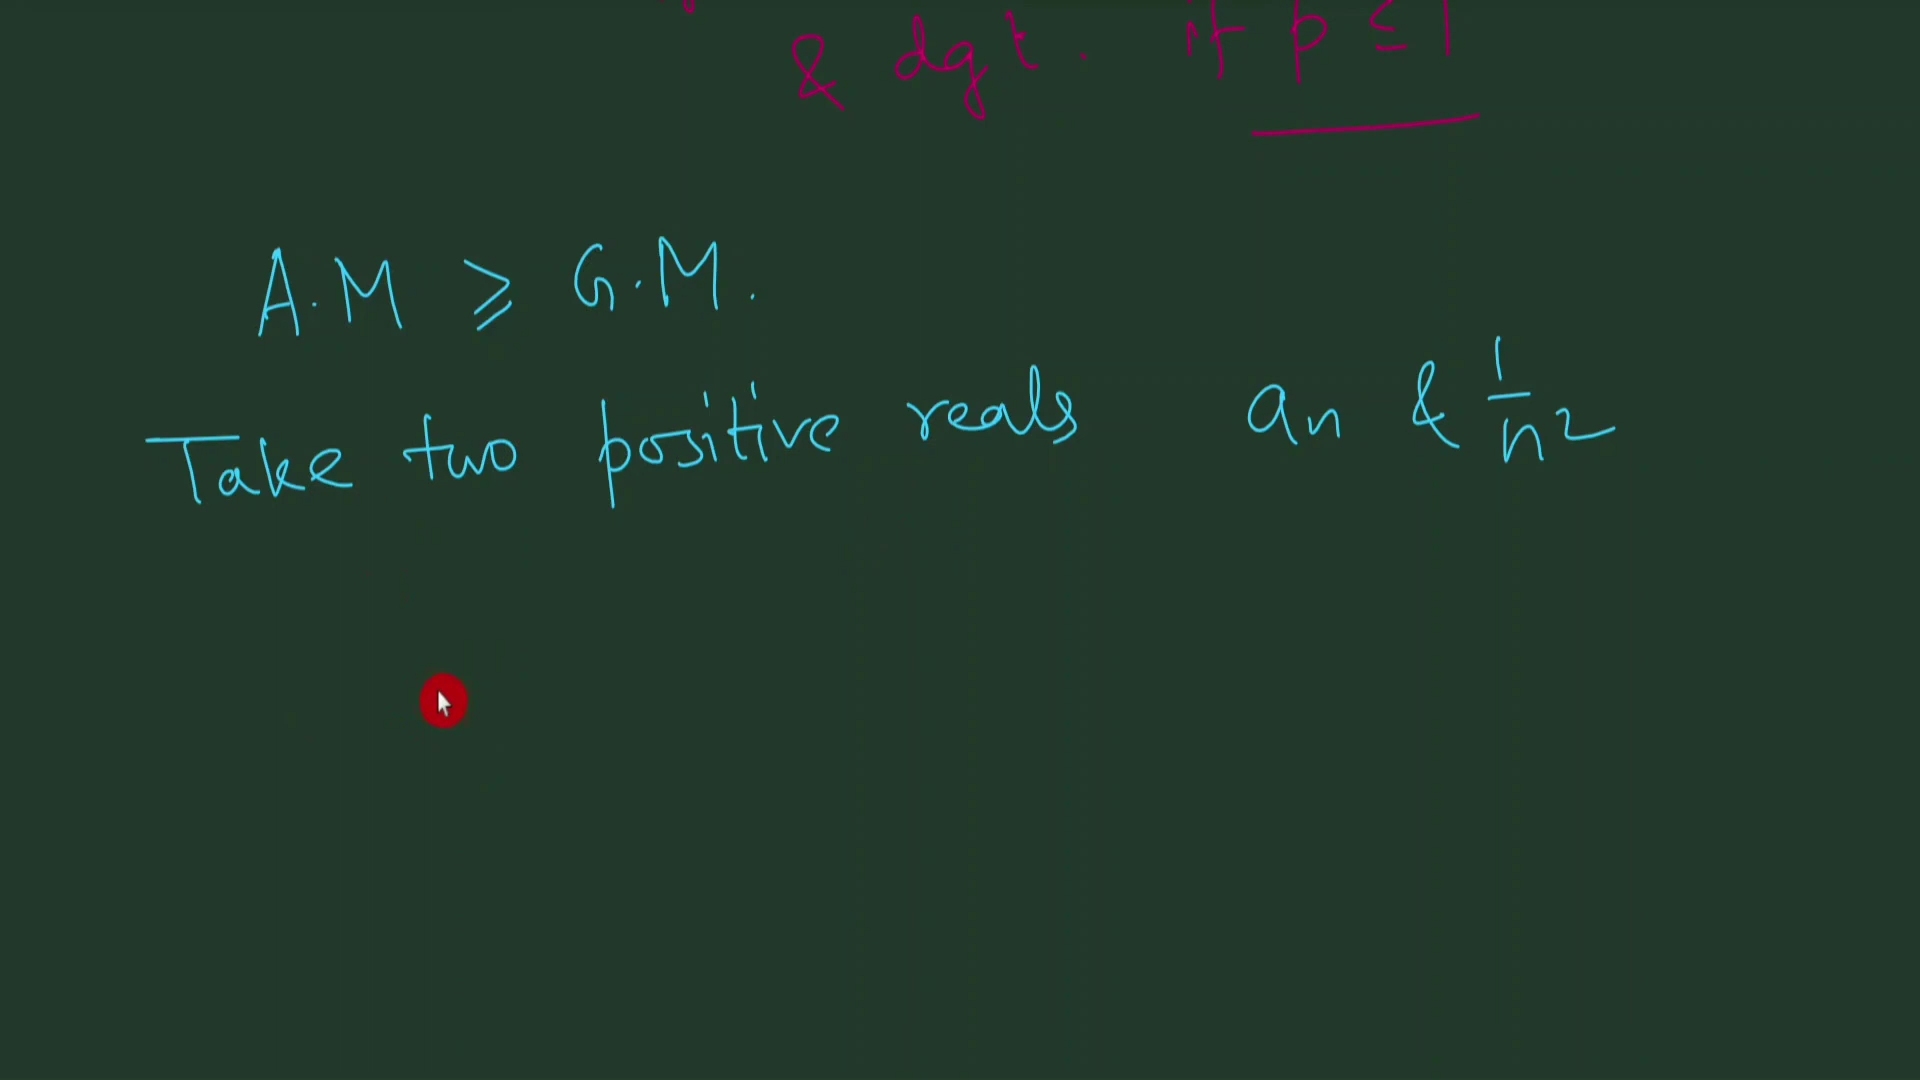 & dgt. if p ≤ 1
A.M ⩾ G.M.
Take two positive reals an & 1/n2